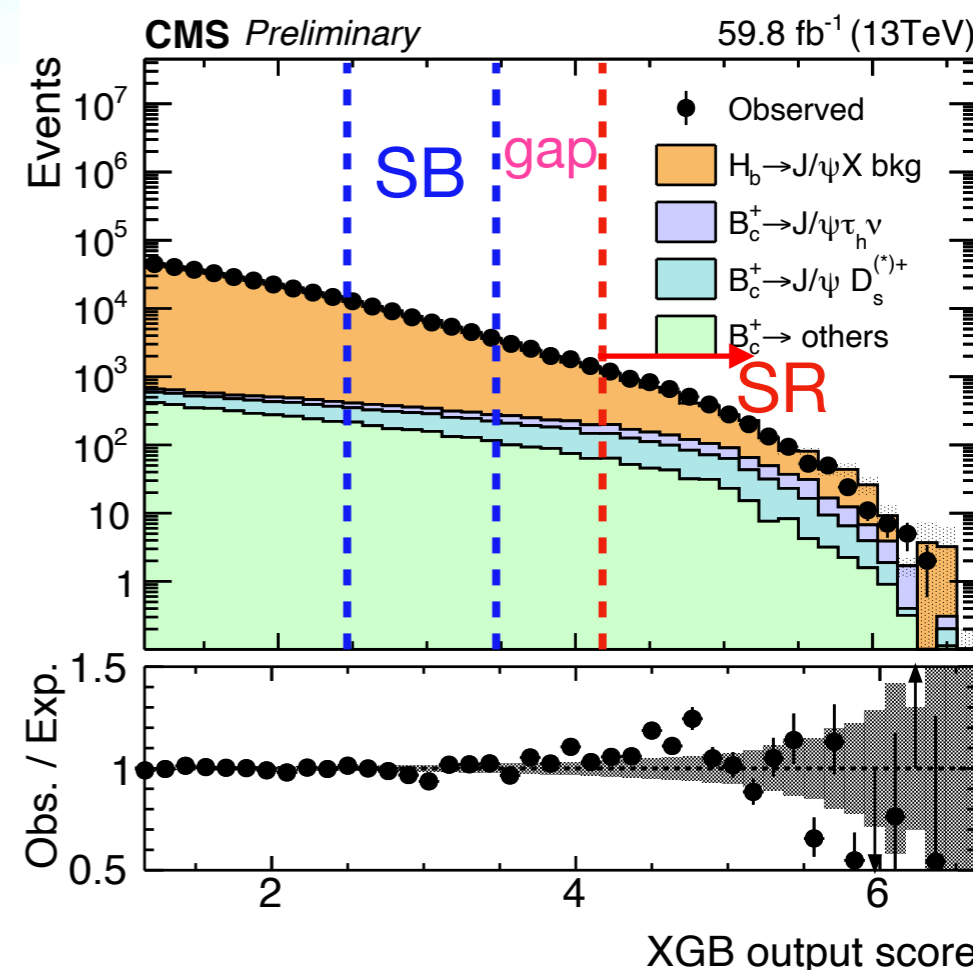 CMS Preliminary 59.8 fb⁻¹ (13TeV)
Events
10⁷
10⁶
10⁵
10⁴
10³
10²
10
1
SB
gap
SR
Observed
H_b→J/ψX bkg
B_c⁺→J/ψτ_hν
B_c⁺→J/ψ D_s⁽*⁾⁺
B_c⁺→ others
Obs. / Exp.
1.5
1
0.5
2 4 6
XGB output score